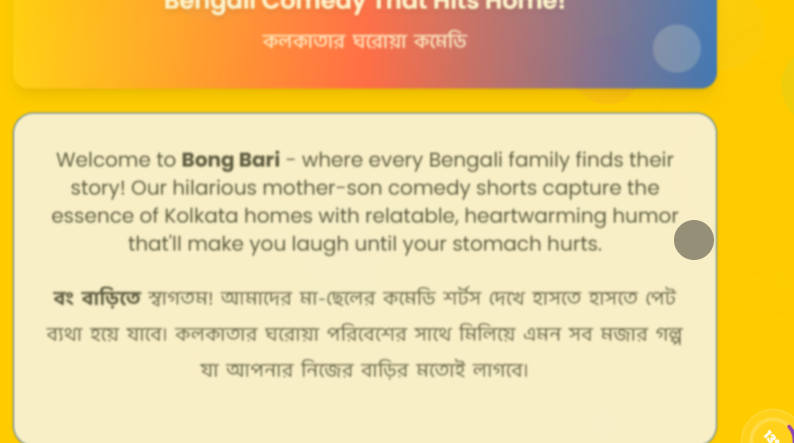 Bengali Comedy That Hits Home!
কলকাতার ঘরোয়া কমেডি
Welcome to Bong Bari - where every Bengali family finds their
story! Our hilarious mother-son comedy shorts capture the
essence of Kolkata homes with relatable, heartwarming humor
that'll make you laugh until your stomach hurts.
বং বাড়িতে স্বাগতম! আমাদের মা-ছেলের কমেডি শর্টস দেখে হাসতে হাসতে পেট
ব্যথা হয়ে যাবে। কলকাতার ঘরোয়া পরিবেশের সাথে মিলিয়ে এমন সব মজার গল্প
যা আপনার নিজের বাড়ির মতোই লাগবে।